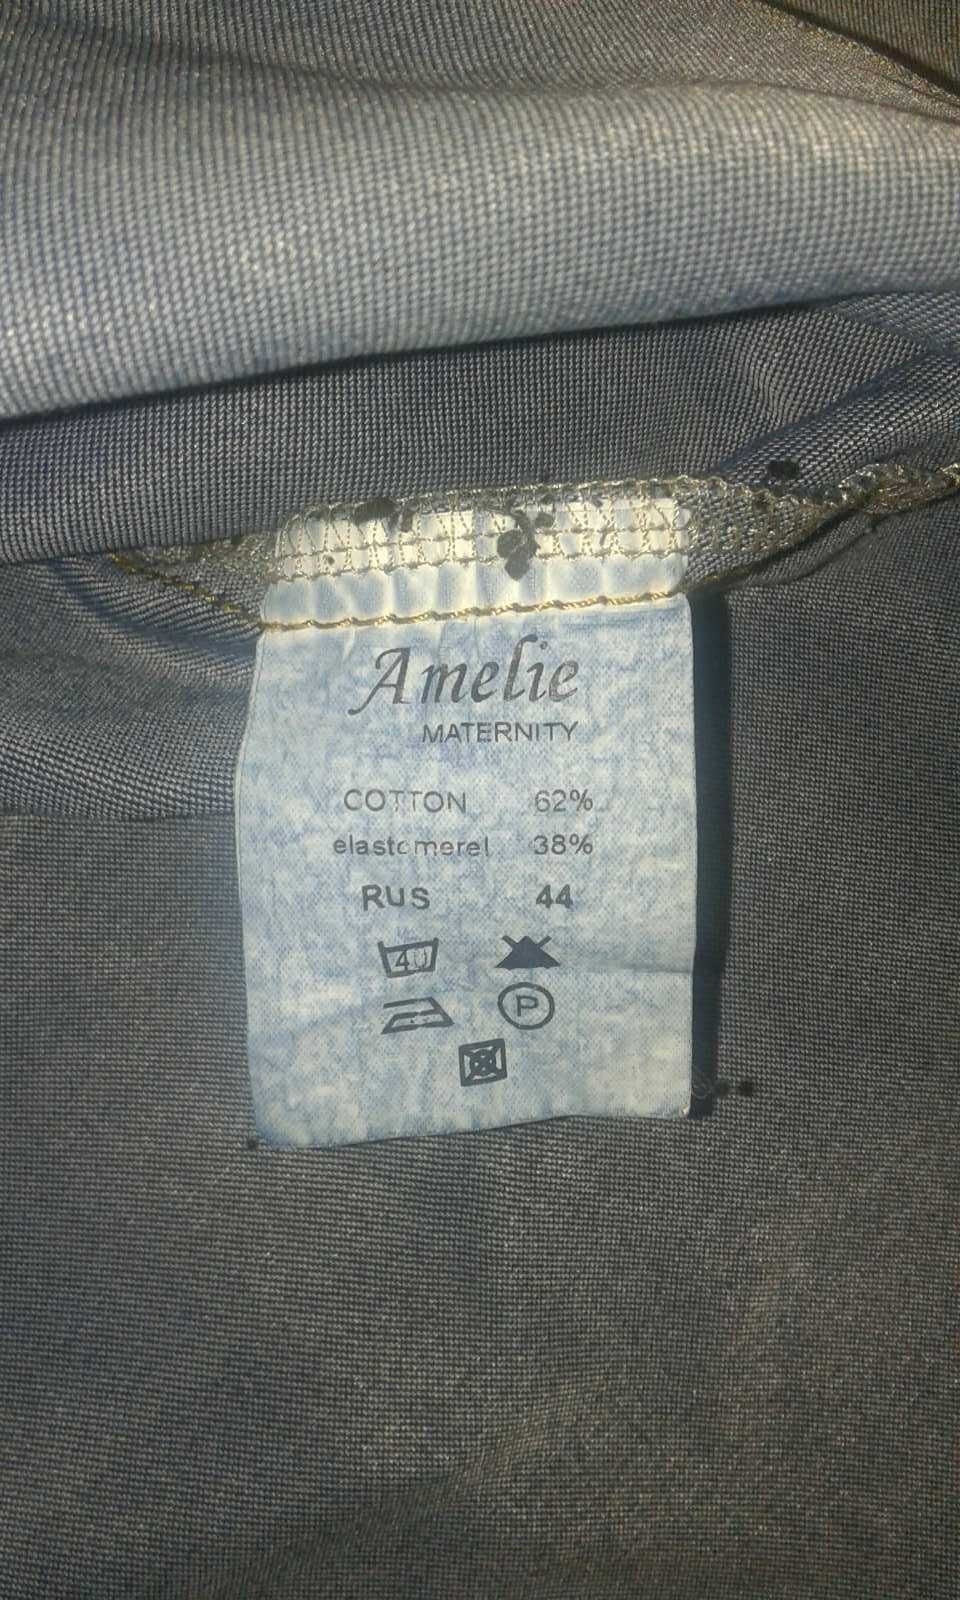 Amelie
MATERNITY
COTTON 62%
elastomerel 38%
RUS 44
40
P